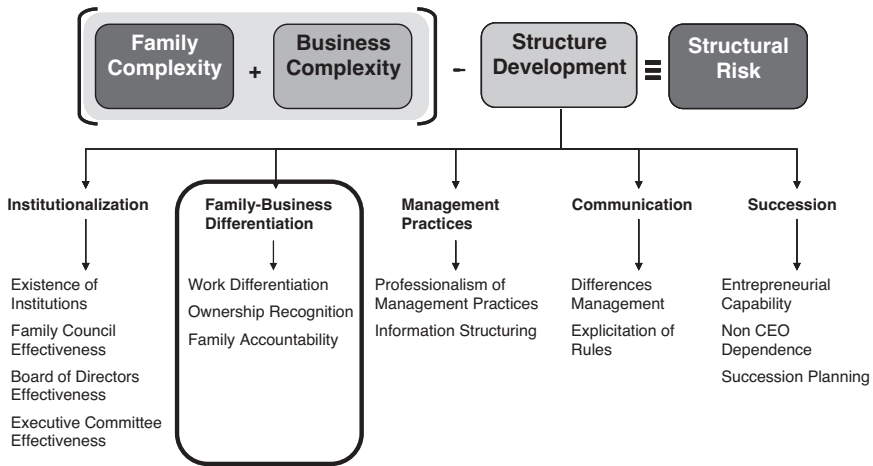 Family
Complexity
+
Business
Complexity
-
Structure
Development
≡
Structural
Risk
Institutionalization
Existence of
Institutions
Family Council
Effectiveness
Board of Directors
Effectiveness
Executive Committee
Effectiveness
Family-Business
Differentiation
Work Differentiation
Ownership Recognition
Family Accountability
Management
Practices
Professionalism of
Management Practices
Information Structuring
Communication
Differences
Management
Explicitation of
Rules
Succession
Entrepreneurial
Capability
Non CEO
Dependence
Succession Planning